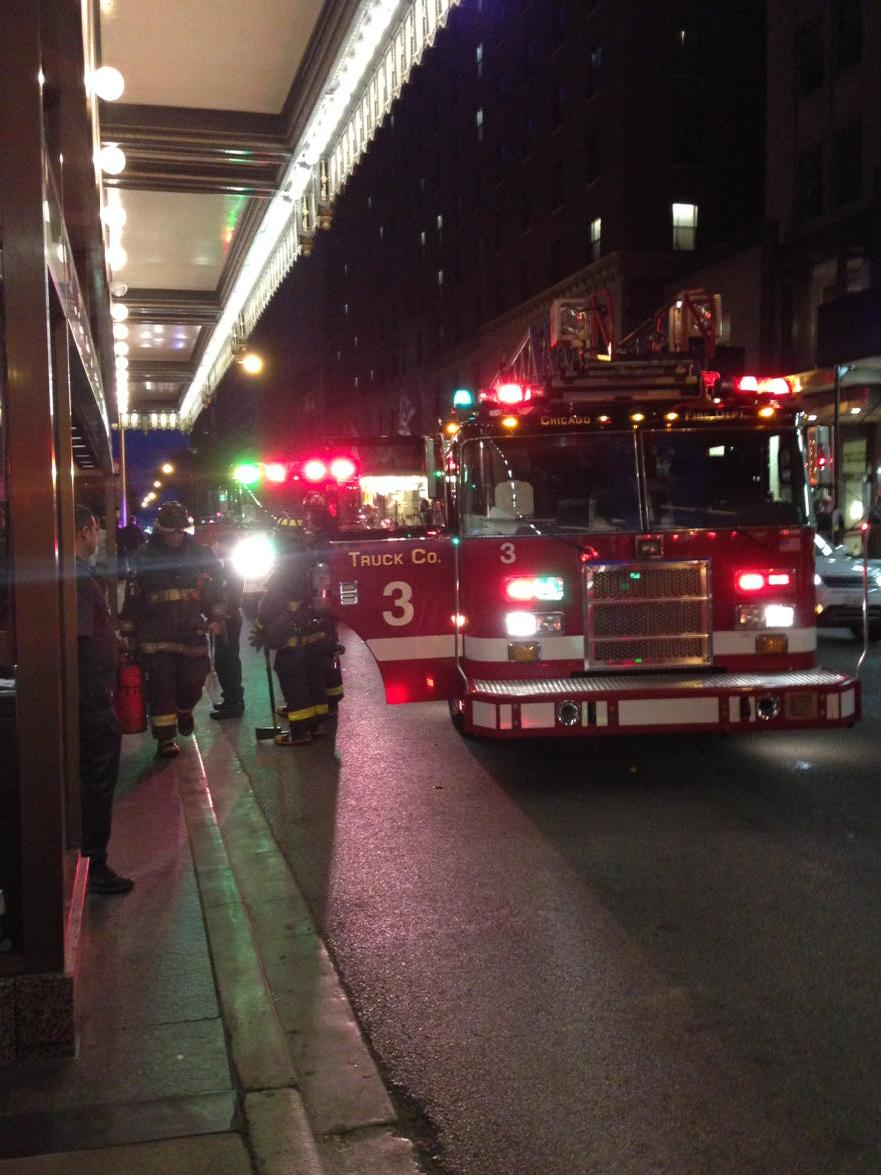 CHICAGO FIRE DEPT.
3
TRUCK CO.
3